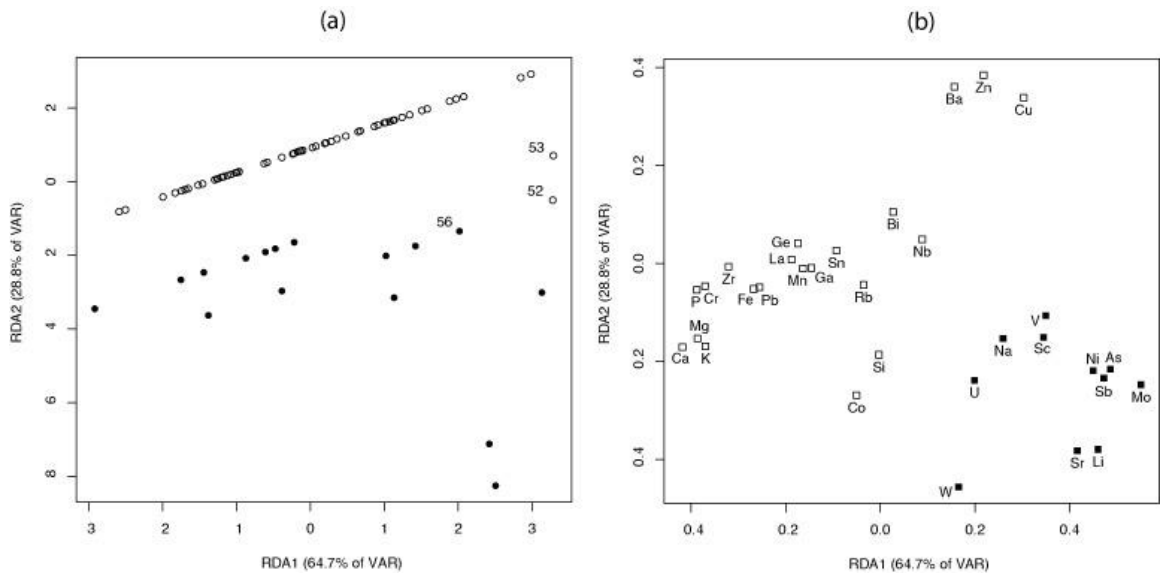 (a)
(b)
RDA2 (28.8% of VAR)
2
0
2
4
6
8
53
52
56
3
2
1
0
1
2
3
RDA1 (64.7% of VAR)
RDA2 (28.8% of VAR)
0.4
0.2
0.0
0.2
0.4
Ba
Zn
Cu
Bi
Nb
Ge
La
Sn
Zr
Mn
Ga
P
Cr
Fe
Pb
Rb
Mg
Ca
K
Si
Co
V
Na
Sc
Ni
As
U
Sb
Mo
Sr
Li
W
0.4
0.2
0.0
0.2
0.4
RDA1 (64.7% of VAR)